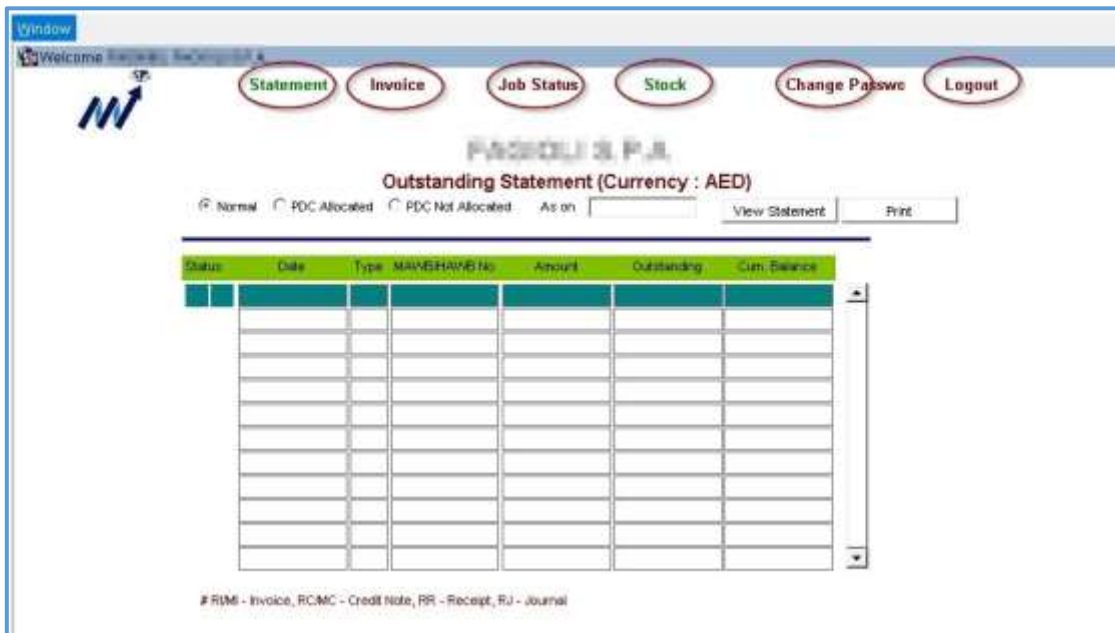 Window
Welcome
Statement Invoice Job Status Stock Change Passwc Logout
Outstanding Statement (Currency : AED)
Normal PDC Allocated PDC Not Allocated As on View Statement Print
Status Date Type MAWB/HAWB No Amount Outstanding Cum. Balance
# RI/MI - Invoice, RC/MC - Credit Note, RR - Receipt, RJ - Journal